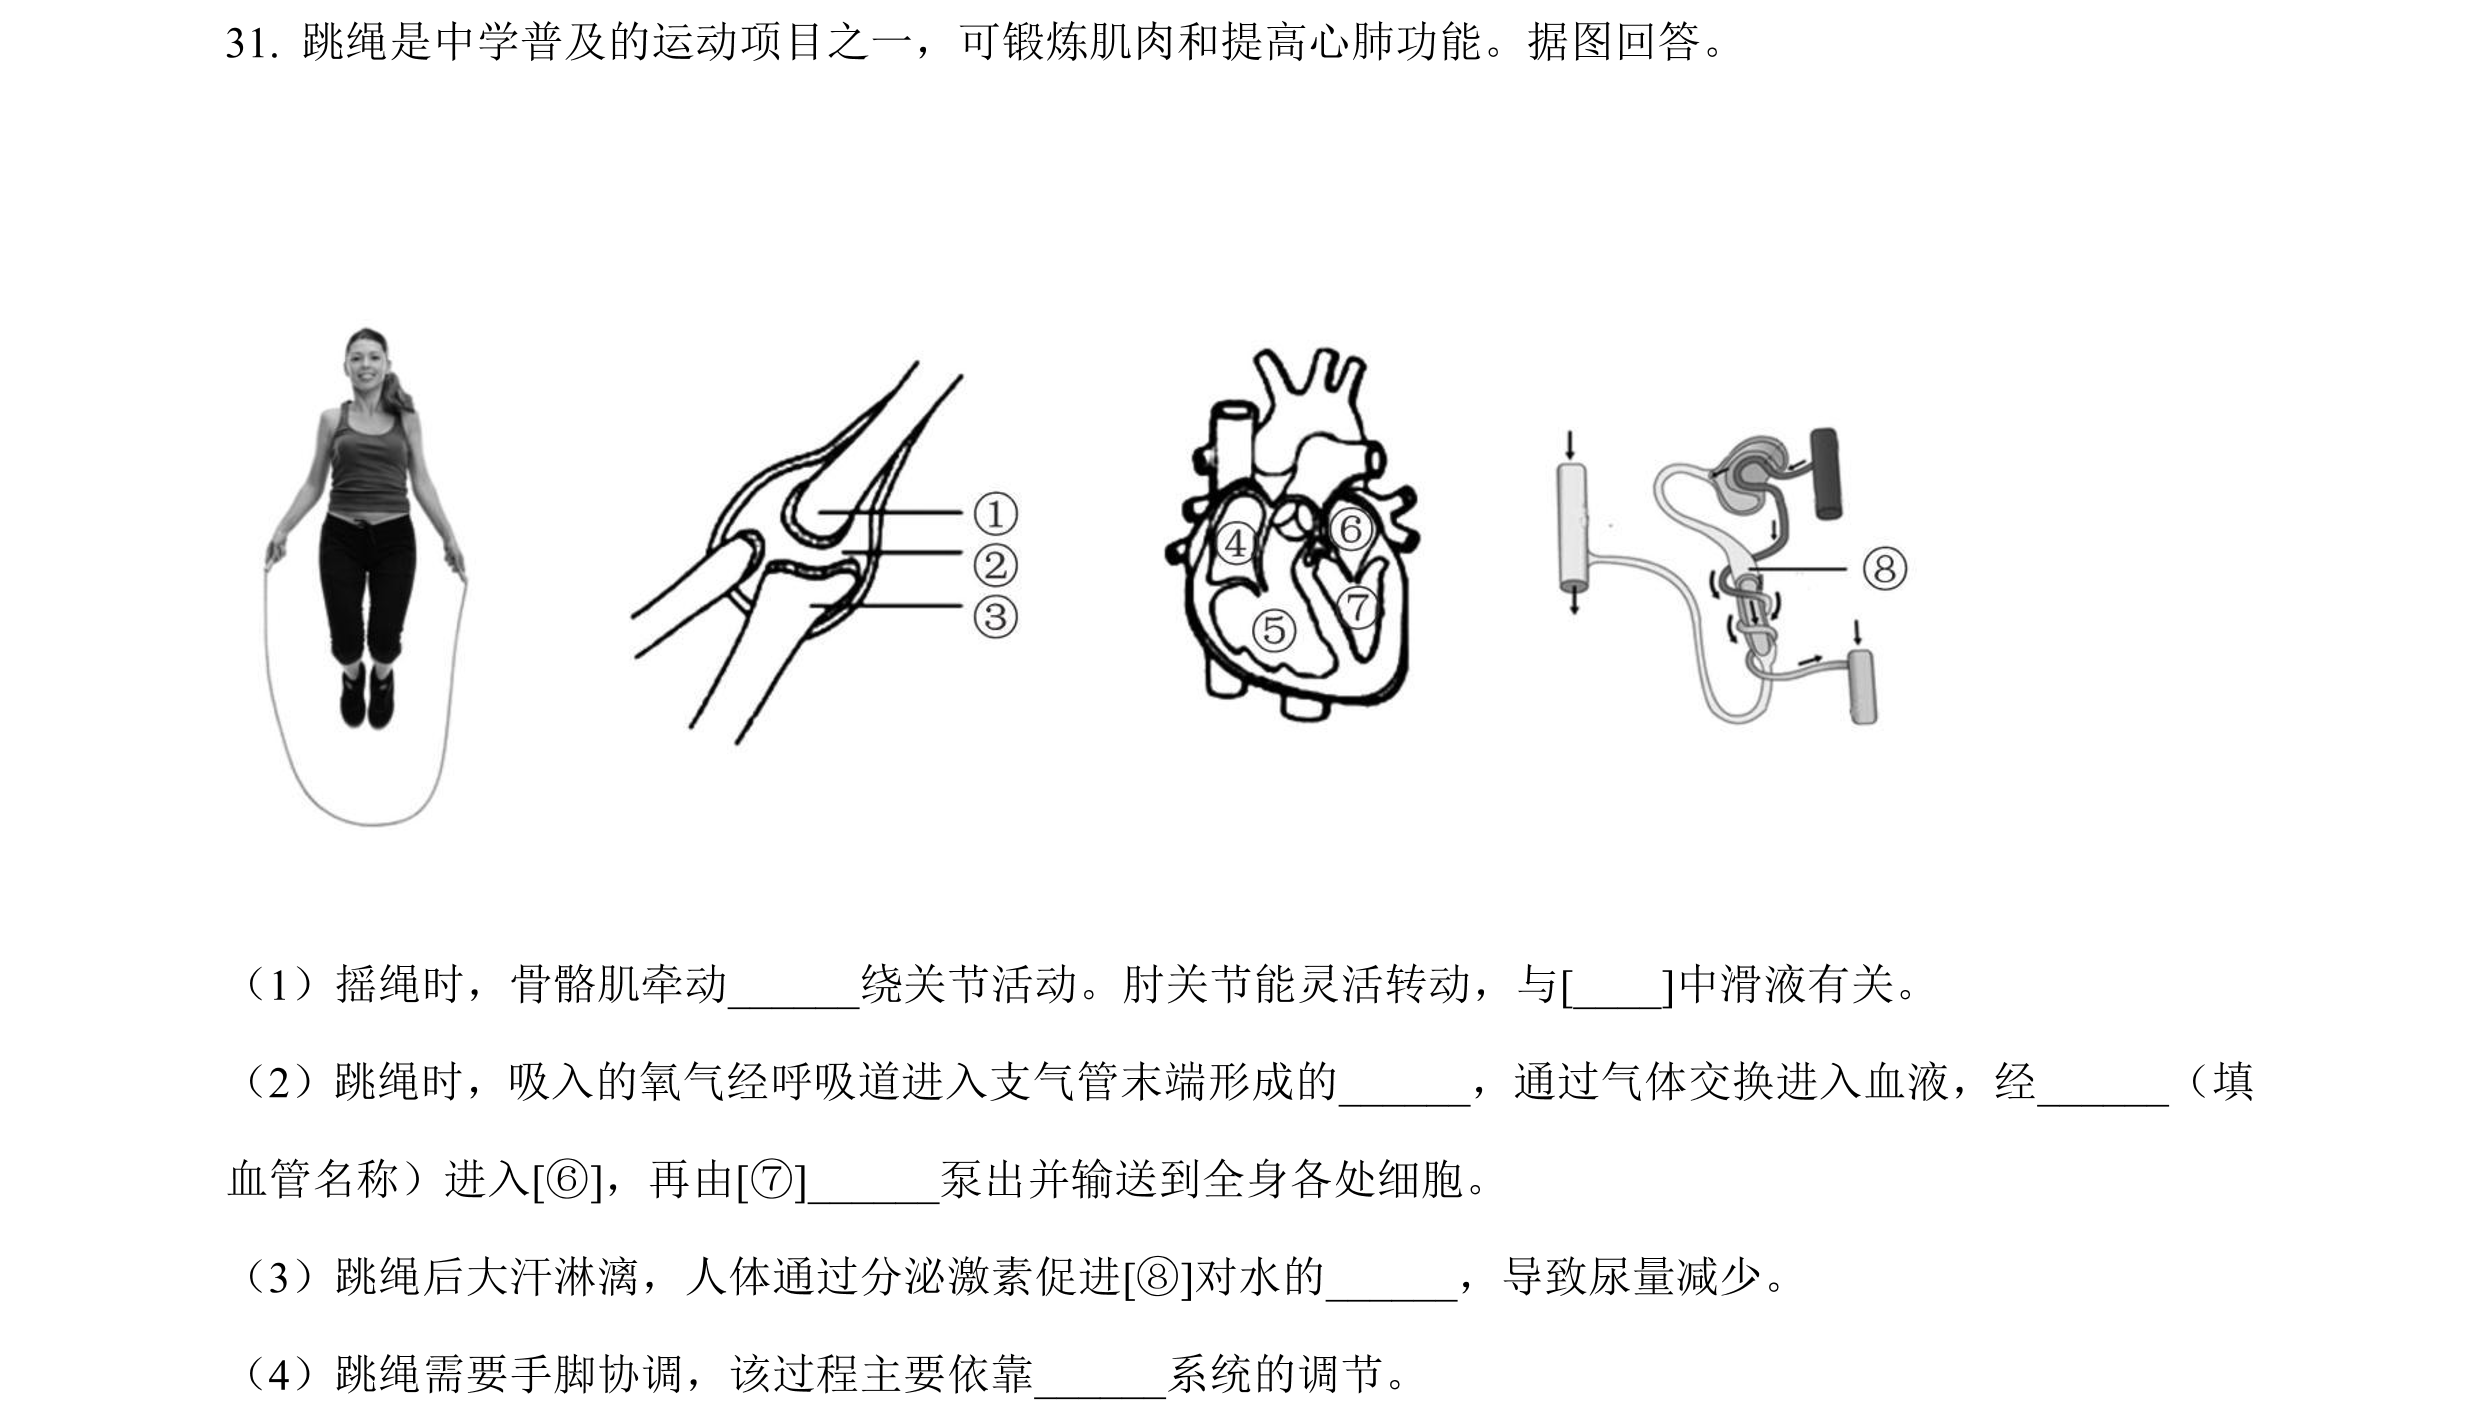 31. 跳绳是中学普及的运动项目之一，可锻炼肌肉和提高心肺功能。据图回答。
①
②
③
④
⑤
⑥
⑦
⑧
（1）摇绳时，骨骼肌牵动______绕关节活动。肘关节能灵活转动，与[____]中滑液有关。
（2）跳绳时，吸入的氧气经呼吸道进入支气管末端形成的______，通过气体交换进入血液，经______（填
血管名称）进入[⑥]，再由[⑦]______泵出并输送到全身各处细胞。
（3）跳绳后大汗淋漓，人体通过分泌激素促进[⑧]对水的______，导致尿量减少。
（4）跳绳需要手脚协调，该过程主要依靠______系统的调节。